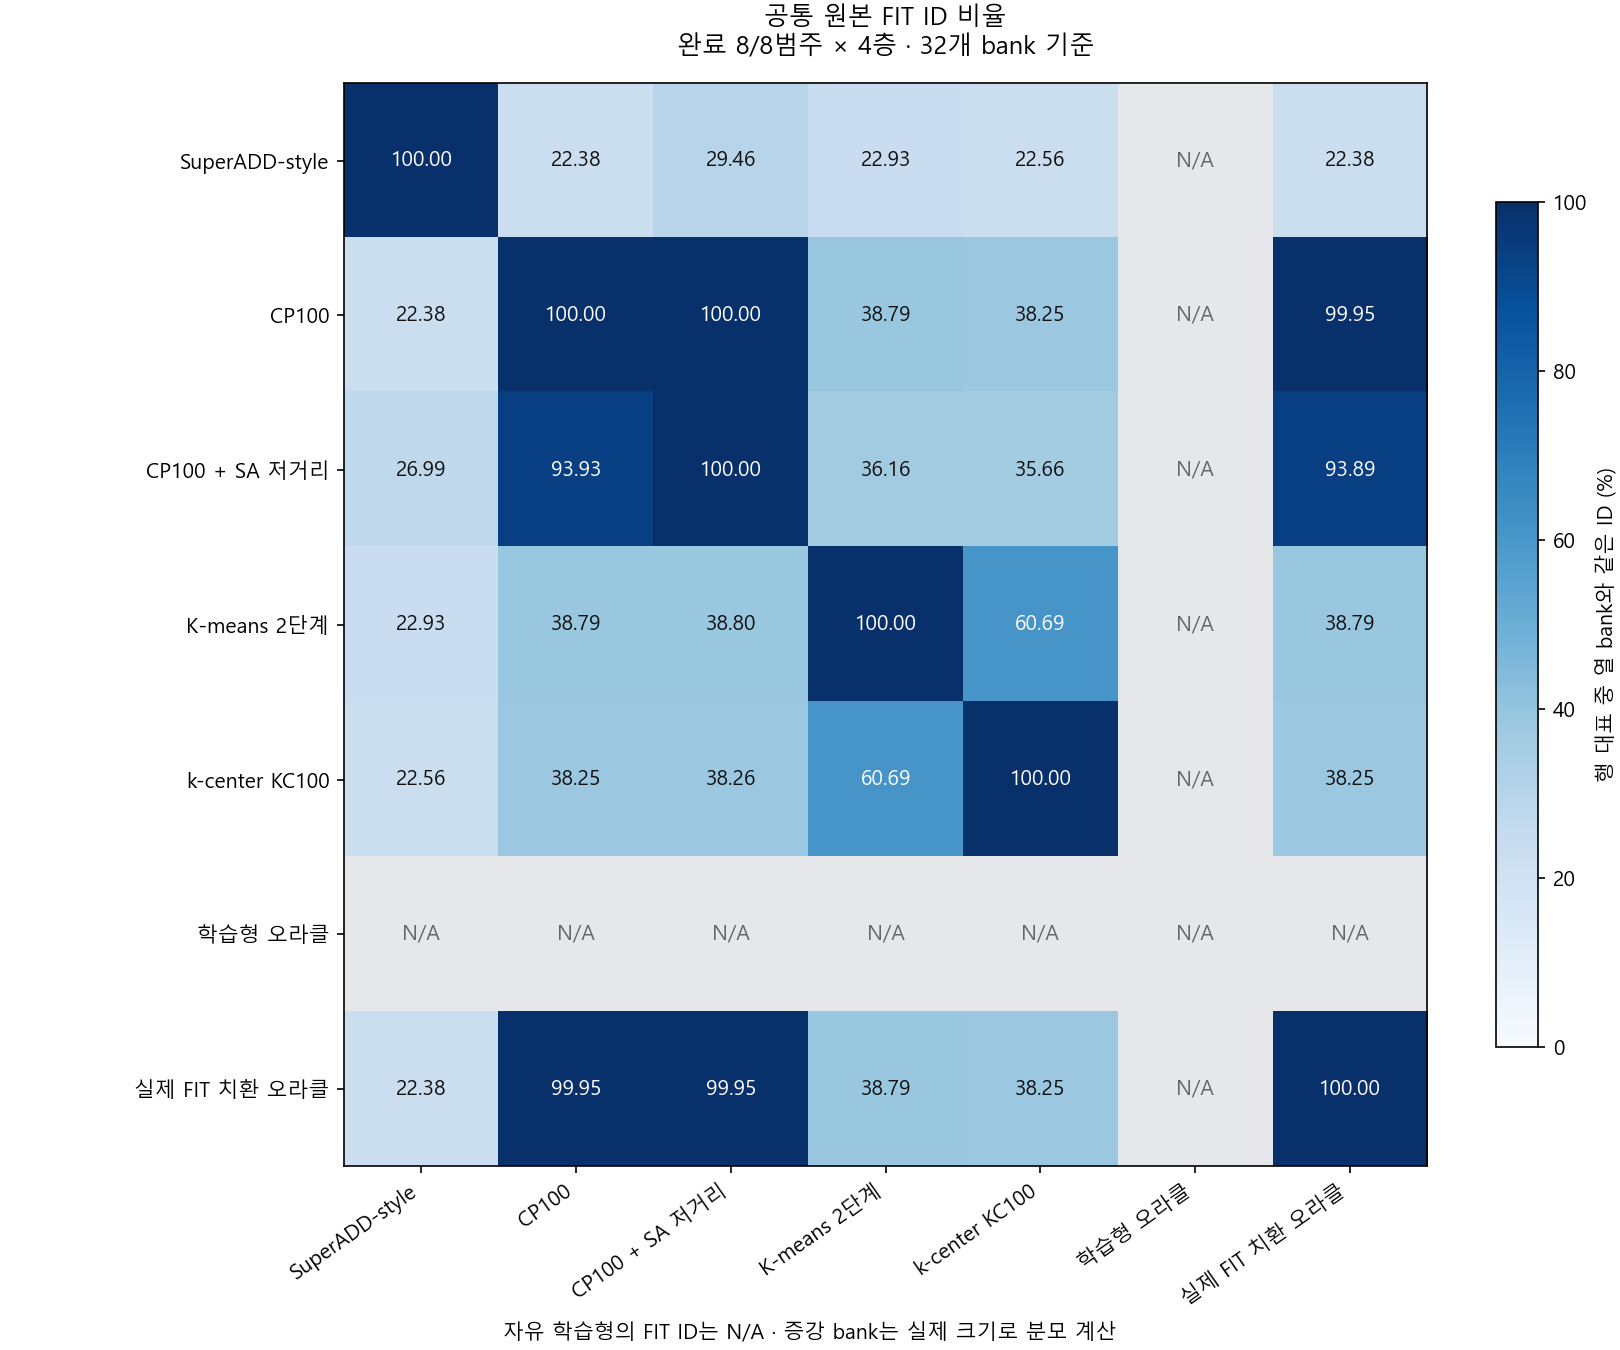 공통 원본 FIT ID 비율
완료 8/8범주 × 4층 · 32개 bank 기준
SuperADD-style 100.00 22.38 29.46 22.93 22.56 N/A 22.38
CP100 22.38 100.00 100.00 38.79 38.25 N/A 99.95
CP100 + SA 저거리 26.99 93.93 100.00 36.16 35.66 N/A 93.89
K-means 2단계 22.93 38.79 38.80 100.00 60.69 N/A 38.79
k-center KC100 22.56 38.25 38.26 60.69 100.00 N/A 38.25
학습형 오라클 N/A N/A N/A N/A N/A N/A N/A
실제 FIT 치환 오라클 22.38 99.95 99.95 38.79 38.25 N/A 100.00
SuperADD-style
CP100
CP100 + SA 저거리
K-means 2단계
k-center KC100
학습형 오라클
실제 FIT 치환 오라클
100
80
60
40
20
0
행 대표 중 열 bank와 같은 ID (%)
자유 학습형의 FIT ID는 N/A · 증강 bank는 실제 크기로 분모 계산